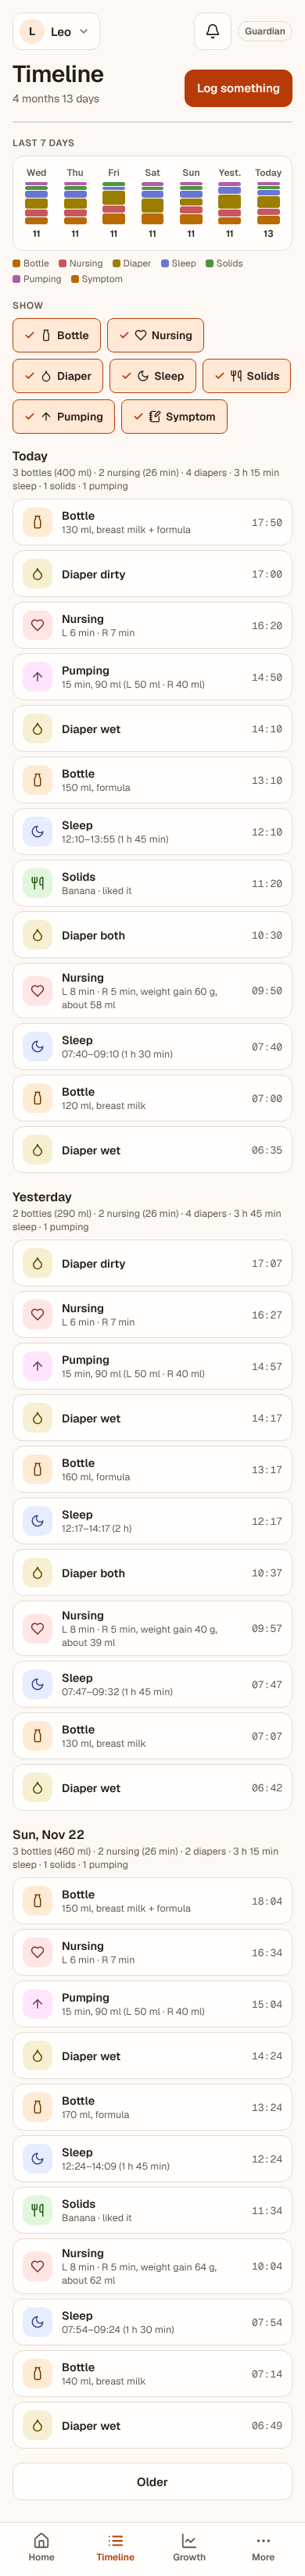 L Leo
Guardian
Timeline
4 months 13 days
Log something
LAST 7 DAYS
Wed Thu Fri Sat Sun Yest. Today
11 11 11 11 11 11 13
Bottle Nursing Diaper Sleep Solids
Pumping Symptom
SHOW
Bottle Nursing
Diaper Sleep Solids
Pumping Symptom
Today
3 bottles (400 ml) · 2 nursing (26 min) · 4 diapers · 3 h 15 min
sleep · 1 solids · 1 pumping
Bottle
130 ml, breast milk + formula
17:50
Diaper dirty
17:00
Nursing
L 6 min · R 7 min
16:20
Pumping
15 min, 90 ml (L 50 ml · R 40 ml)
14:50
Diaper wet
14:10
Bottle
150 ml, formula
13:10
Sleep
12:10–13:55 (1 h 45 min)
12:10
Solids
Banana · liked it
11:20
Diaper both
10:30
Nursing
L 8 min · R 5 min, weight gain 60 g,
about 58 ml
09:50
Sleep
07:40–09:10 (1 h 30 min)
07:40
Bottle
120 ml, breast milk
07:00
Diaper wet
06:35
Yesterday
2 bottles (290 ml) · 2 nursing (26 min) · 4 diapers · 3 h 45 min
sleep · 1 pumping
Diaper dirty
17:07
Nursing
L 6 min · R 7 min
16:27
Pumping
15 min, 90 ml (L 50 ml · R 40 ml)
14:57
Diaper wet
14:17
Bottle
160 ml, formula
13:17
Sleep
12:17–14:17 (2 h)
12:17
Diaper both
10:37
Nursing
L 8 min · R 5 min, weight gain 40 g,
about 39 ml
09:57
Sleep
07:47–09:32 (1 h 45 min)
07:47
Bottle
130 ml, breast milk
07:07
Diaper wet
06:42
Sun, Nov 22
3 bottles (460 ml) · 2 nursing (26 min) · 2 diapers · 3 h 15 min
sleep · 1 solids · 1 pumping
Bottle
150 ml, breast milk + formula
18:04
Nursing
L 6 min · R 7 min
16:34
Pumping
15 min, 90 ml (L 50 ml · R 40 ml)
15:04
Diaper wet
14:24
Bottle
170 ml, formula
13:24
Sleep
12:24–14:09 (1 h 45 min)
12:24
Solids
Banana · liked it
11:34
Nursing
L 8 min · R 5 min, weight gain 64 g,
about 62 ml
10:04
Sleep
07:54–09:24 (1 h 30 min)
07:54
Bottle
140 ml, breast milk
07:14
Diaper wet
06:49
Older
Home Timeline Growth More